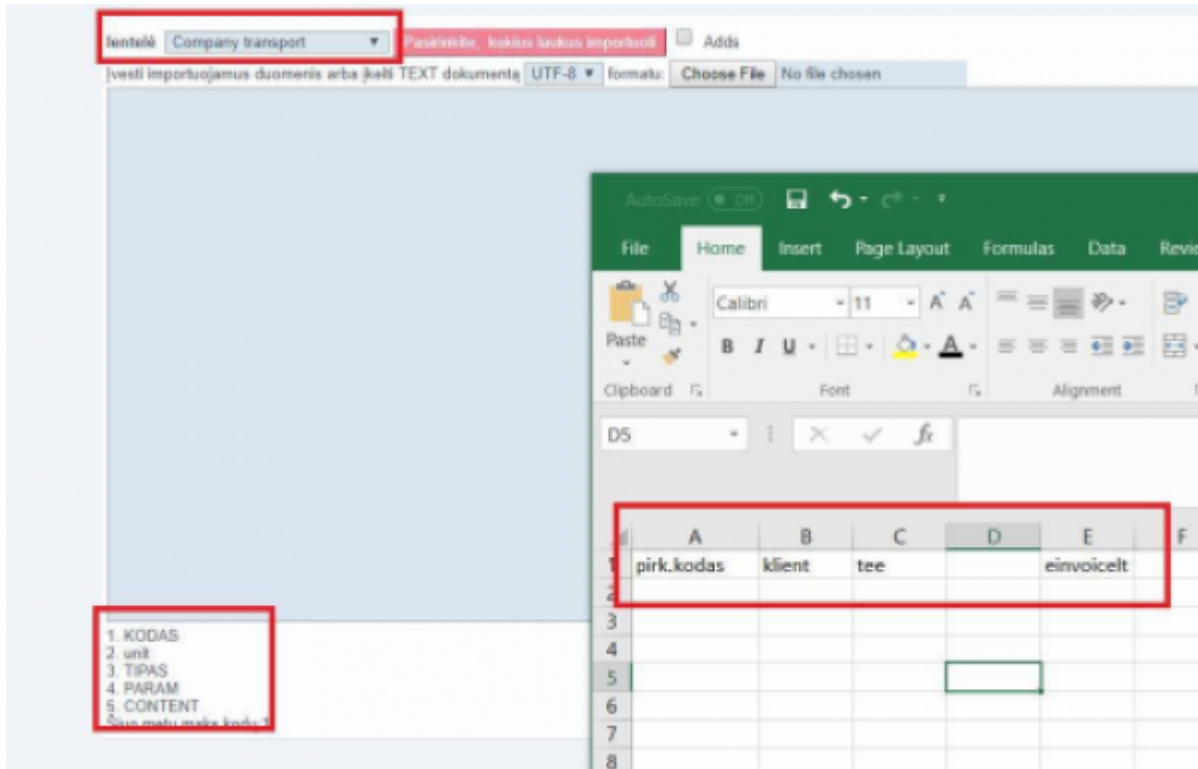 lentelė Company transport Pasirinkite, kokius laukus importuoti Adds
Įvesti importuojamus duomenis arba įkelti TEXT dokumentą UTF-8 formatu: Choose File No file chosen
AutoSave Off
File Home Insert Page Layout Formulas Data
Calibri 11 A A
Paste B I U A
Clipboard Font Alignment
D5 fx
A B C D E F
1 pirk.kodas klient tee einvoicelt
2
3
4
5
6
7
8
1. KODAS
2. unit
3. TIPAS
4. PARAM
5. CONTENT